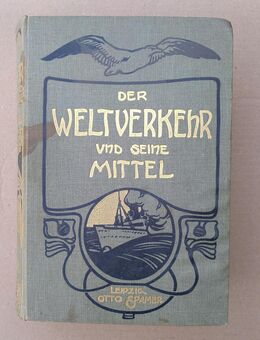 DER
WELTVERKEHR
UND SEINE
MITTEL
LEIPZIG
OTTO SPAMER